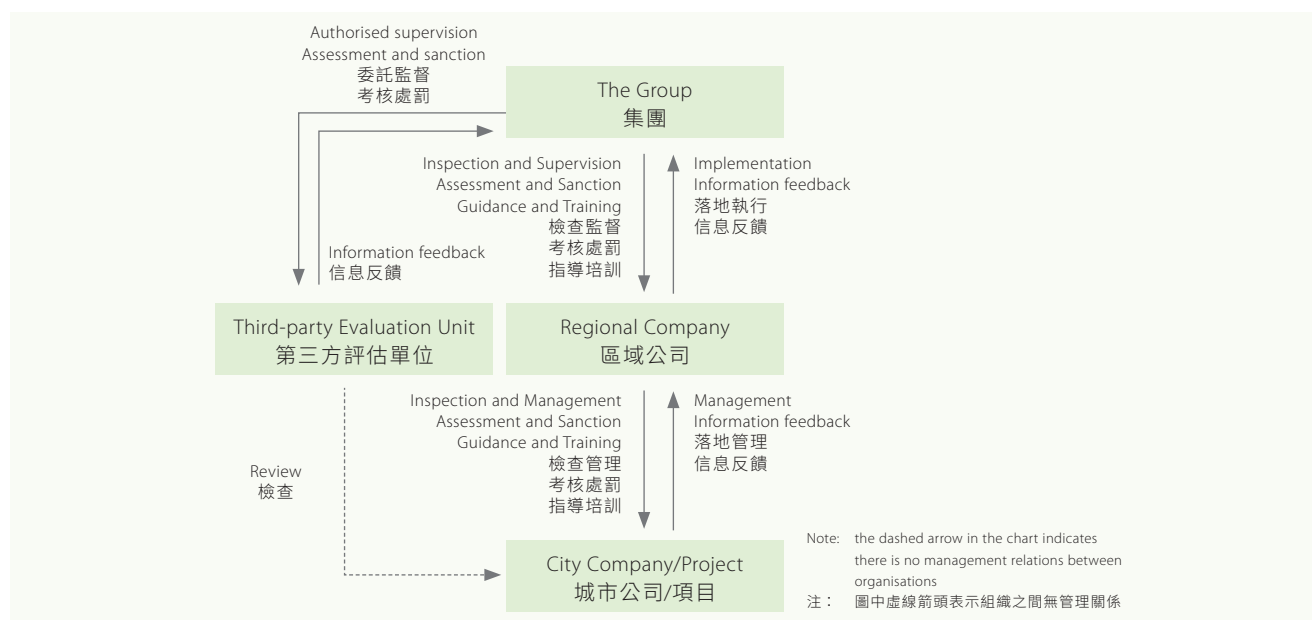 Authorised supervision
Assessment and sanction
委託監督
考核處罰
The Group
集團
Inspection and Supervision
Assessment and Sanction
Guidance and Training
檢查監督
考核處罰
指導培訓
Implementation
Information feedback
落地執行
信息反饋
Information feedback
信息反饋
Third-party Evaluation Unit
第三方評估單位
Regional Company
區域公司
Inspection and Management
Assessment and Sanction
Guidance and Training
檢查管理
考核處罰
指導培訓
Management
Information feedback
落地管理
信息反饋
Review
檢查
City Company/Project
城市公司/項目
Note: the dashed arrow in the chart indicates
there is no management relations between
organisations
注： 圖中虛線箭頭表示組織之間無管理關係